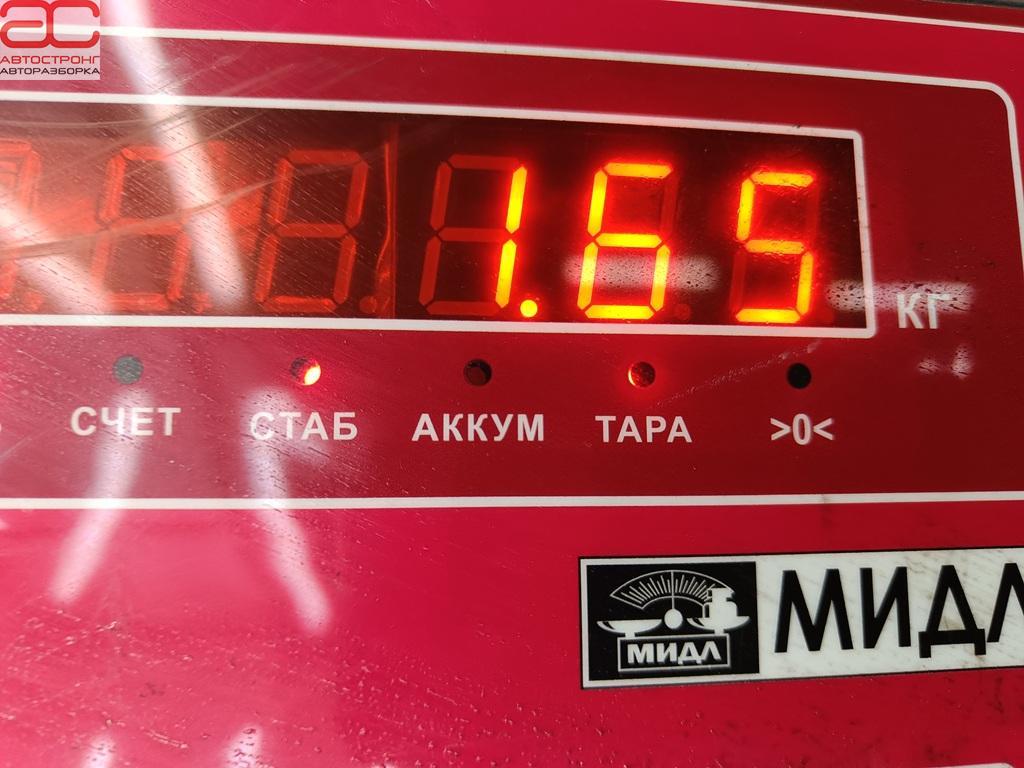 ас
АВТОСТРОНГ
АВТОРАЗБОРКА
1.65
КГ
СЧЕТ СТАБ АККУМ ТАРА >0<
МИДЛ
МИДЛ